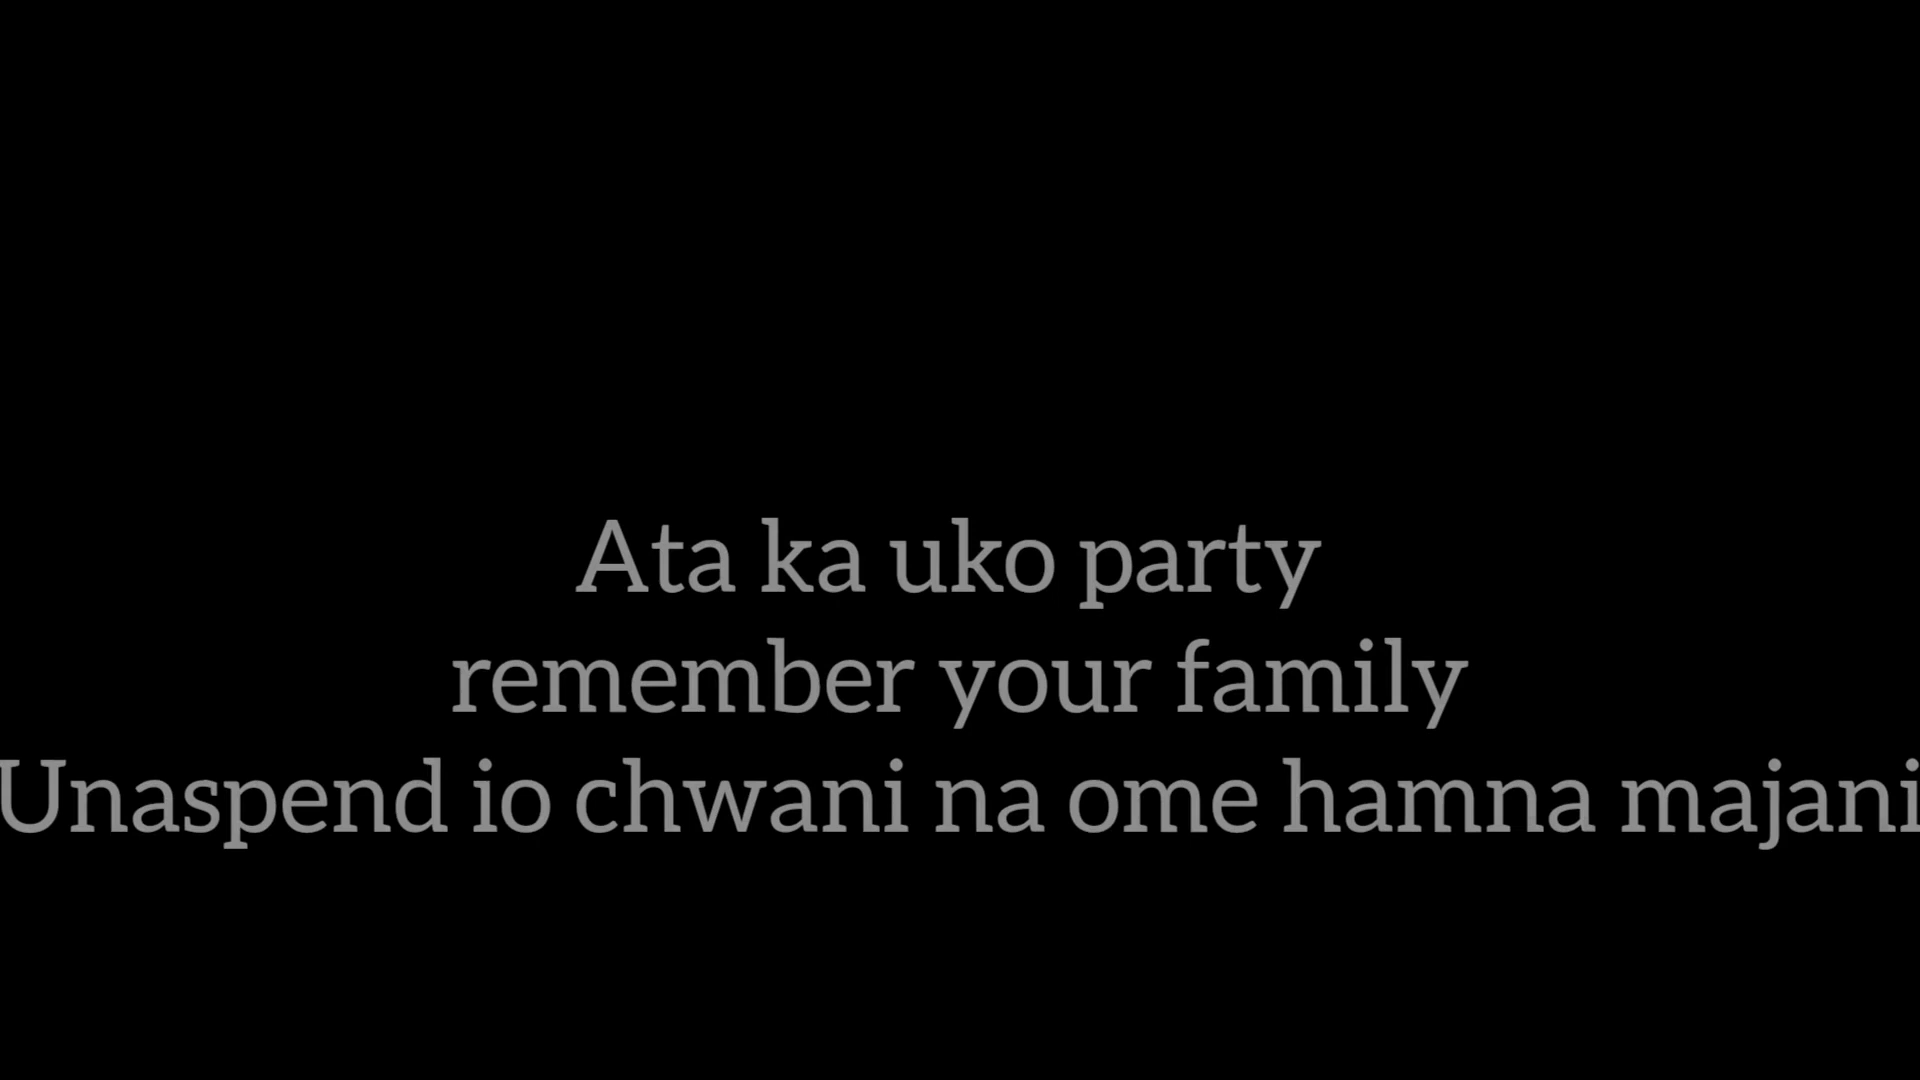 Ata ka uko party
remember your family
Unaspend io chwani na ome hamna majani